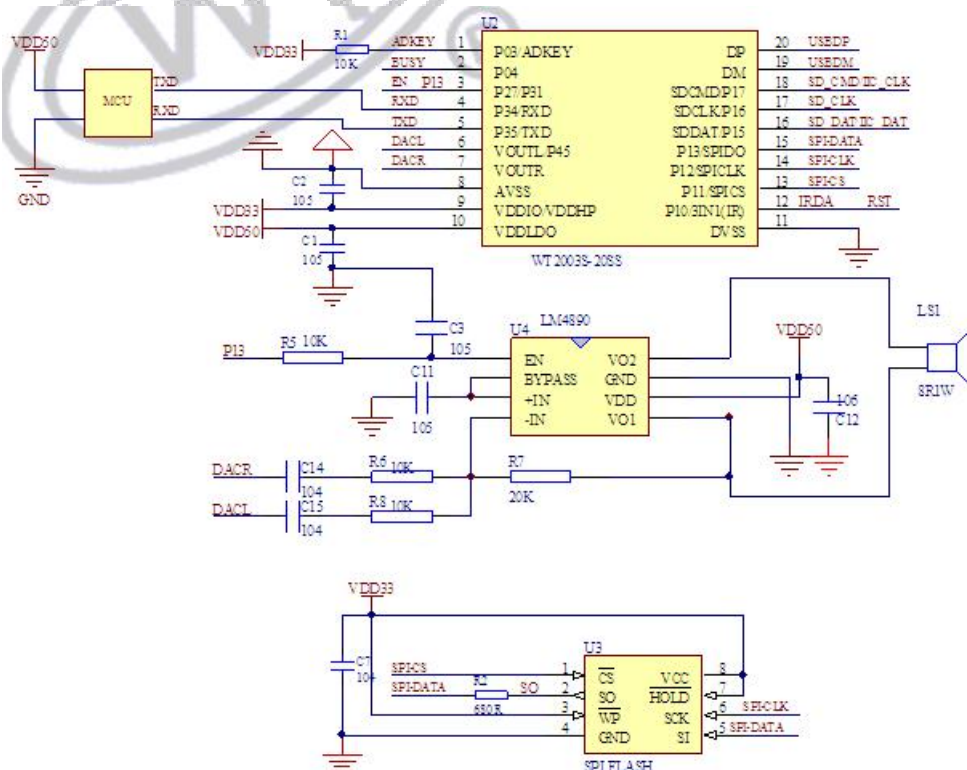 VDD50
MCU
TXD
RXD
GND
VDD33
R1
10K
ADKEY
BUSY
EN P13
RXD
TXD
DACL
DACR
C2
105
VDD33
VDD50
C1
105
U2
1 P03/ADKEY
2 P04
3 P27/P31
4 P34/RXD
5 P35/TXD
6 VOUTL/P45
7 VOUTR
8 AVSS
9 VDDIO/VDDHP
10 VDDLDO
DP 20 USEDP
DM 19 USEDM
SDCMD/P17 18 SD_CMD/IIC_CLK
SDCLK/P16 17 SD_CLK
SDDAT/P15 16 SD_DAT IIC_DAT
P13/SPIDO 15 SPI-DATA
P12/SPICLK 14 SPI-CLK
P11/SPICS 13 SPI-CS
P10/3IN1(IR) 12 IRDA RST
DVSS 11
WT2003S-20SS
P13
R5 10K
C3
105
C11
105
U4 LM4890
EN VO2
BYPASS GND
+IN VDD
-IN VO1
VDD50
106
C12
LS1
8R1W
DACR
C14
104
R6 10K
R7
20K
DACL
C15
104
R8 10K
VDD33
C7
104
SPI-CS
SPI-DATA
R2
680R
SO
U3
1 CS VCC 8
2 SO HOLD 7
3 WP SCK 6 SPI-CLK
4 GND SI 5 SPI-DATA
SPI FLASH